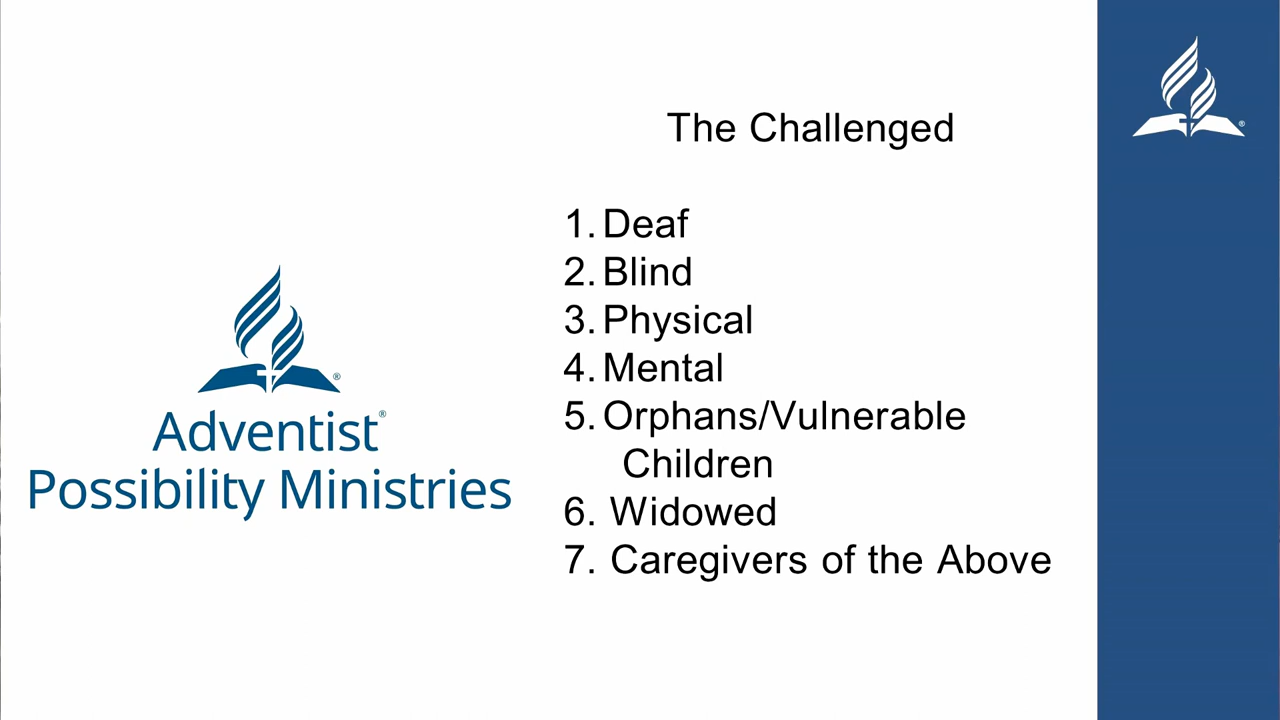 The Challenged
1. Deaf
2. Blind
3. Physical
4. Mental
5. Orphans/Vulnerable
Children
6. Widowed
7. Caregivers of the Above
Adventist®
Possibility Ministries